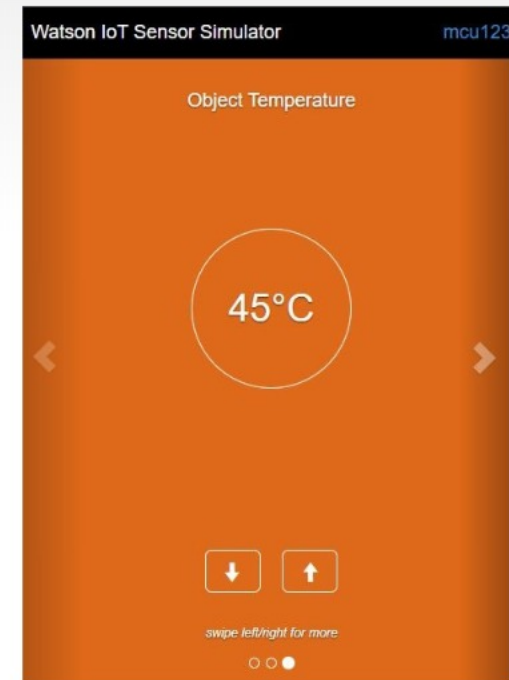 Watson IoT Sensor Simulator mcu123
Object Temperature
45°C
swipe left/right for more